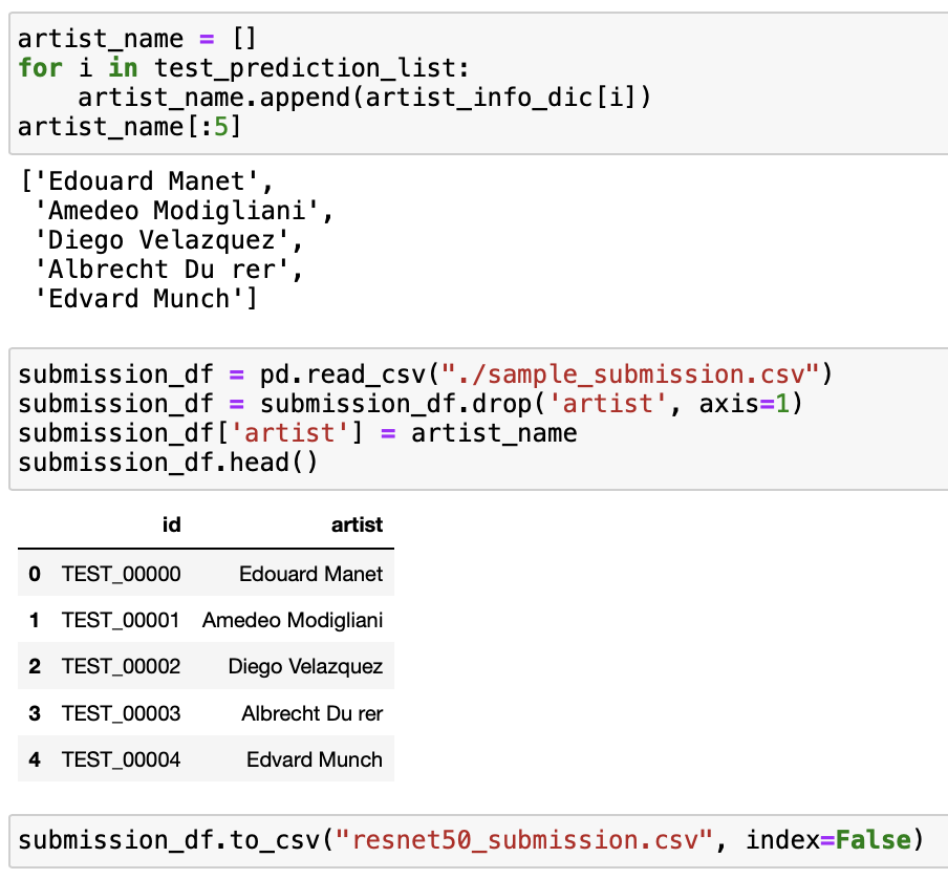 artist_name = []
for i in test_prediction_list:
    artist_name.append(artist_info_dic[i])
artist_name[:5]
['Edouard Manet',
 'Amedeo Modigliani',
 'Diego Velazquez',
 'Albrecht Du rer',
 'Edvard Munch']
submission_df = pd.read_csv("./sample_submission.csv")
submission_df = submission_df.drop('artist', axis=1)
submission_df['artist'] = artist_name
submission_df.head()
id artist
0 TEST_00000 Edouard Manet
1 TEST_00001 Amedeo Modigliani
2 TEST_00002 Diego Velazquez
3 TEST_00003 Albrecht Du rer
4 TEST_00004 Edvard Munch
submission_df.to_csv("resnet50_submission.csv", index=False)